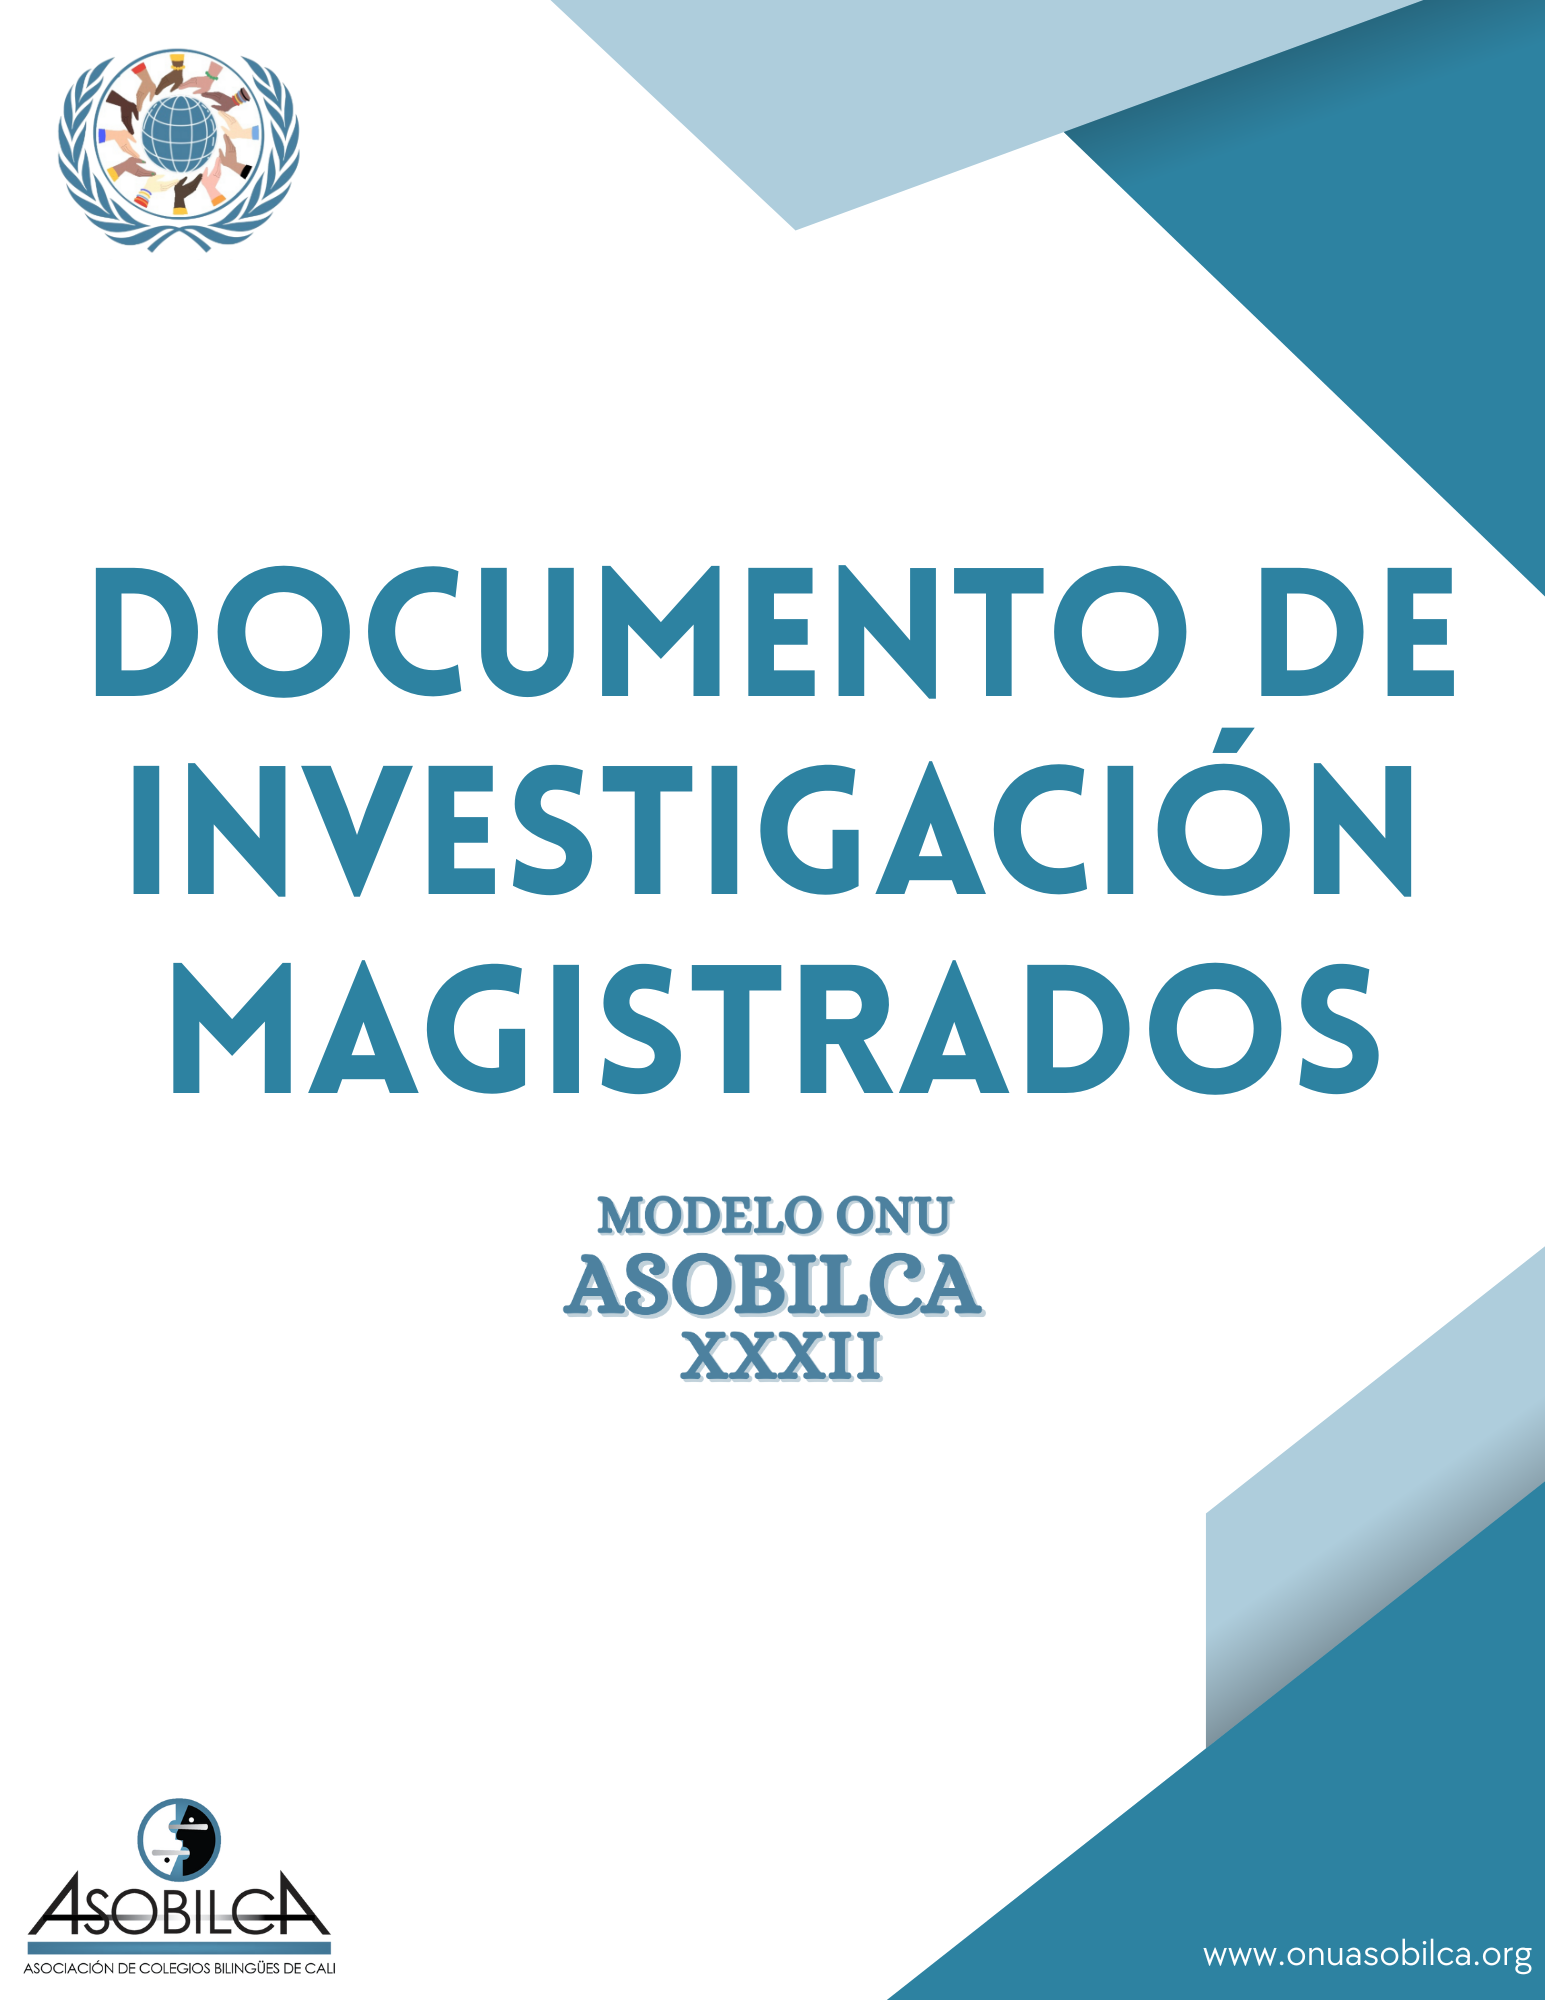 DOCUMENTO DE
INVESTIGACIÓN
MAGISTRADOS
MODELO ONU
ASOBILCA
XXXII
ASOBILCA
ASOCIACIÓN DE COLEGIOS BILINGÜES DE CALI
www.onuasobilca.org